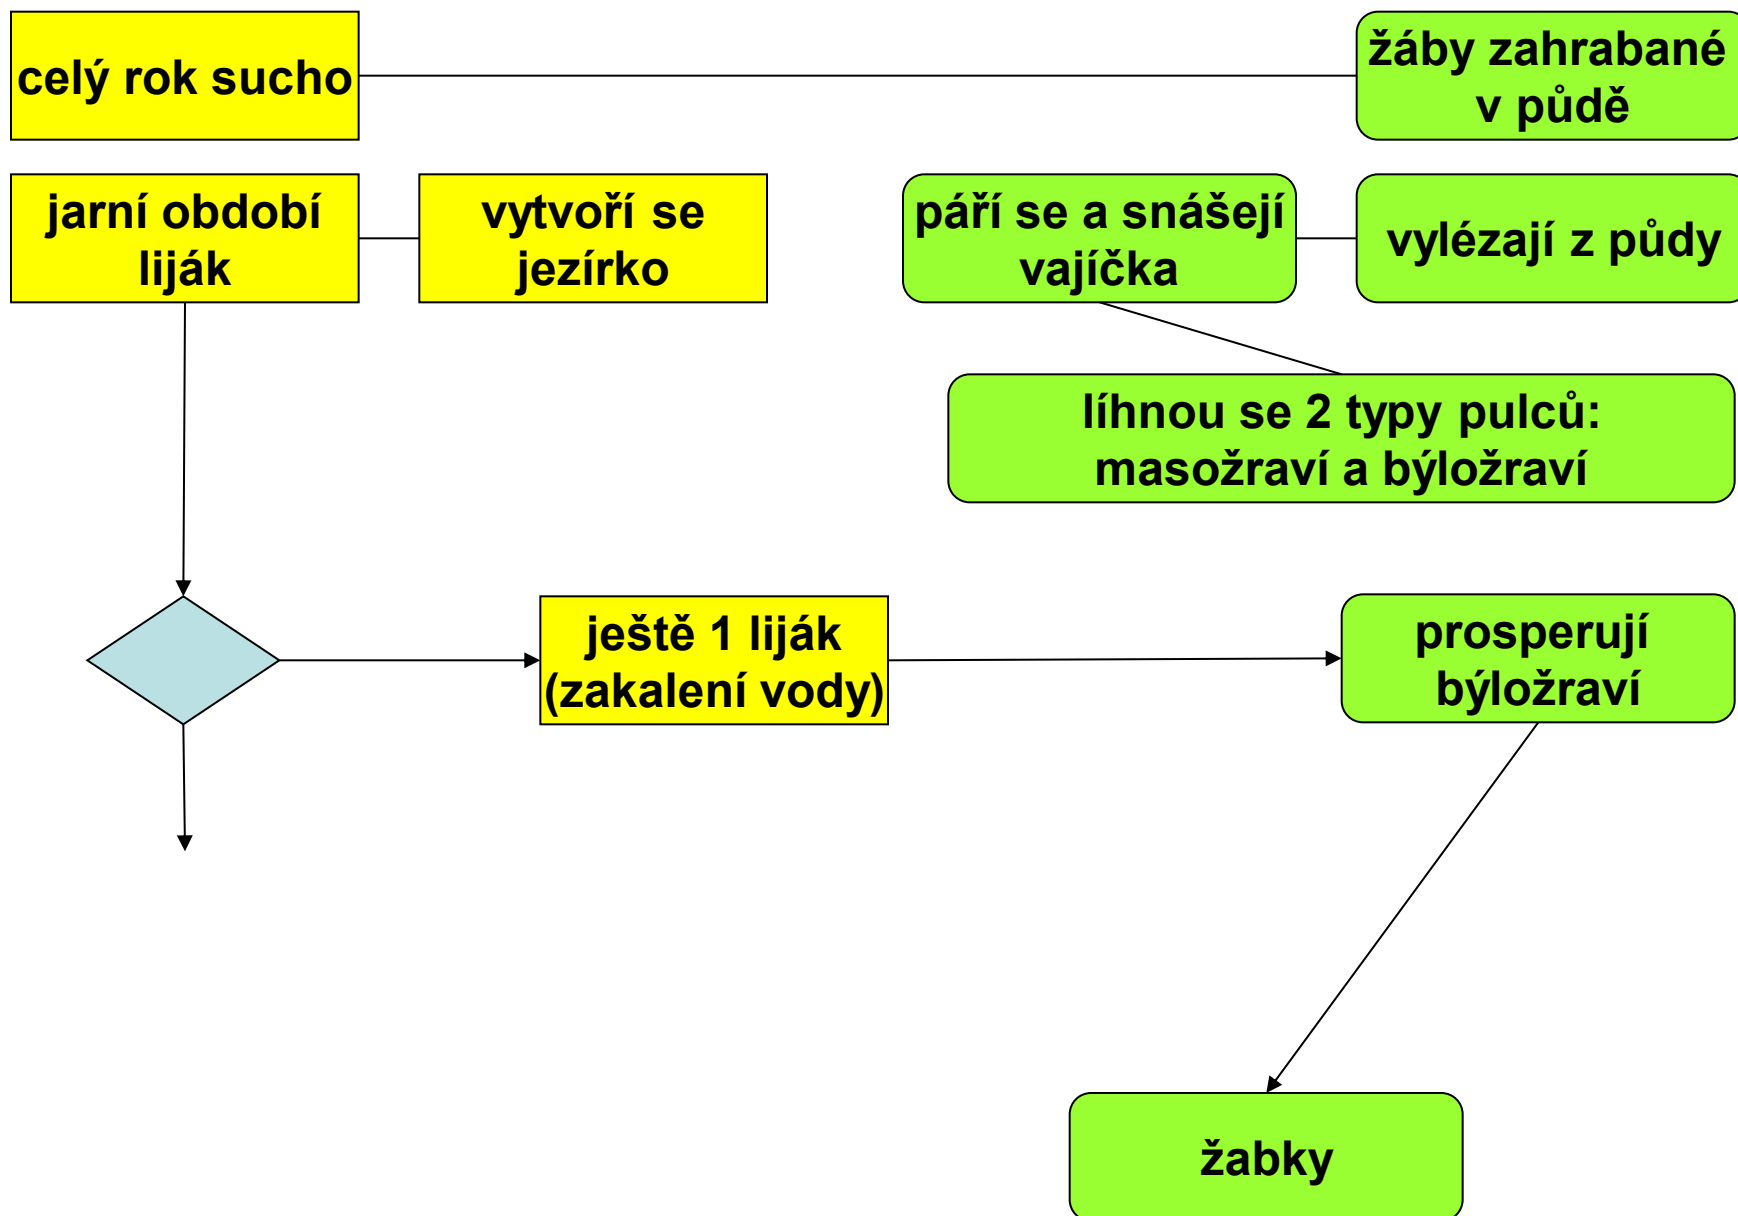 celý rok sucho
žáby zahrabané
v půdě
jarní období
liják
vytvoří se
jezírko
páří se a snášejí
vajíčka
vylézají z půdy
líhnou se 2 typy pulců:
masožraví a býložraví
ještě 1 liják
(zakalení vody)
prosperují
býložraví
žabky